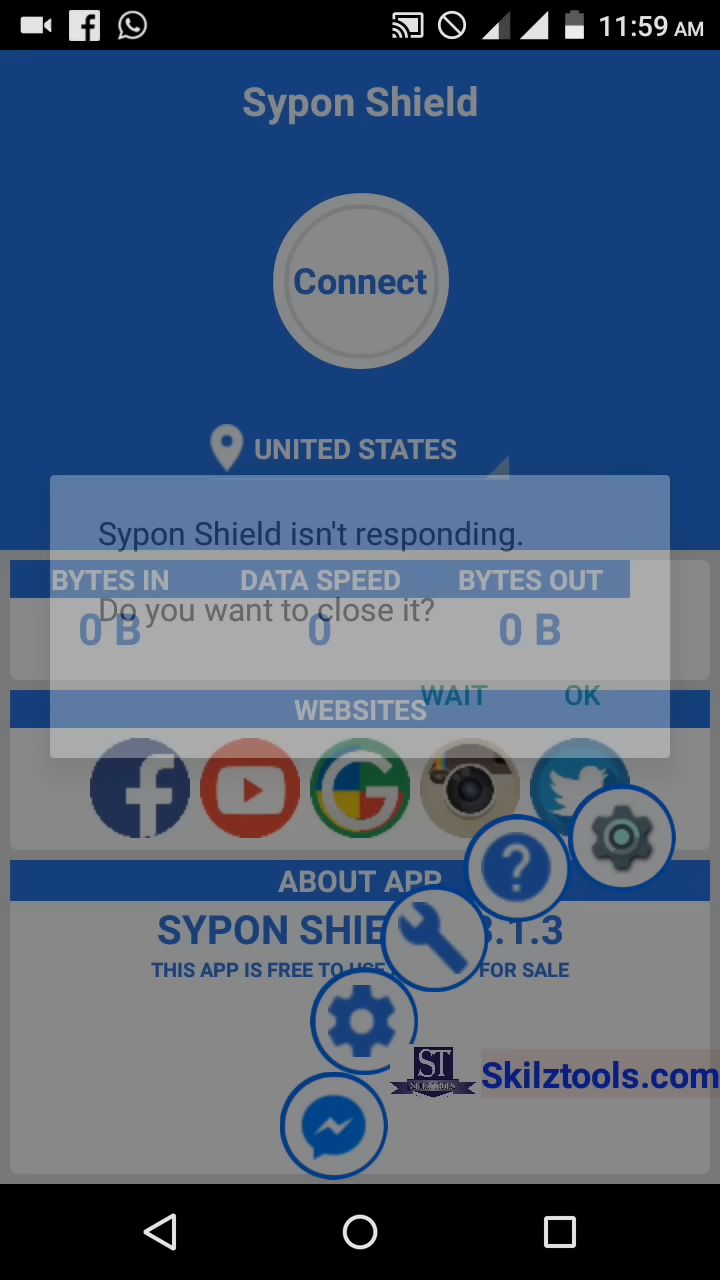 11:59 AM
Sypon Shield
Connect
UNITED STATES
Sypon Shield isn't responding.
BYTES IN DATA SPEED BYTES OUT
Do you want to close it?
0 B 0 0 B
WAIT OK
WEBSITES
ABOUT APP
SYPON SHIE .1.3
THIS APP IS FREE TO USE FOR SALE
ST
Skilztools.com